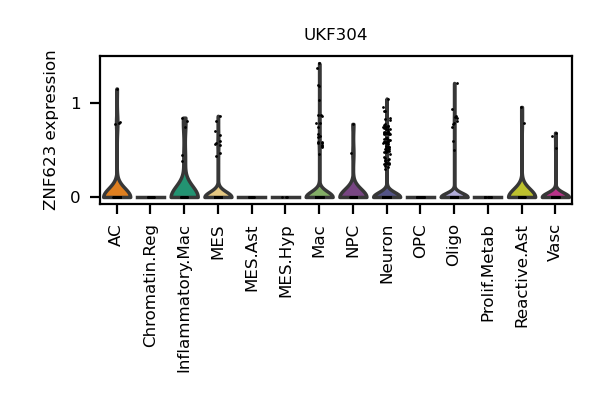 UKF304
ZNF623 expression
1
0
AC
Chromatin.Reg
Inflammatory.Mac
MES
MES.Ast
MES.Hyp
Mac
NPC
Neuron
OPC
Oligo
Prolif.Metab
Reactive.Ast
Vasc